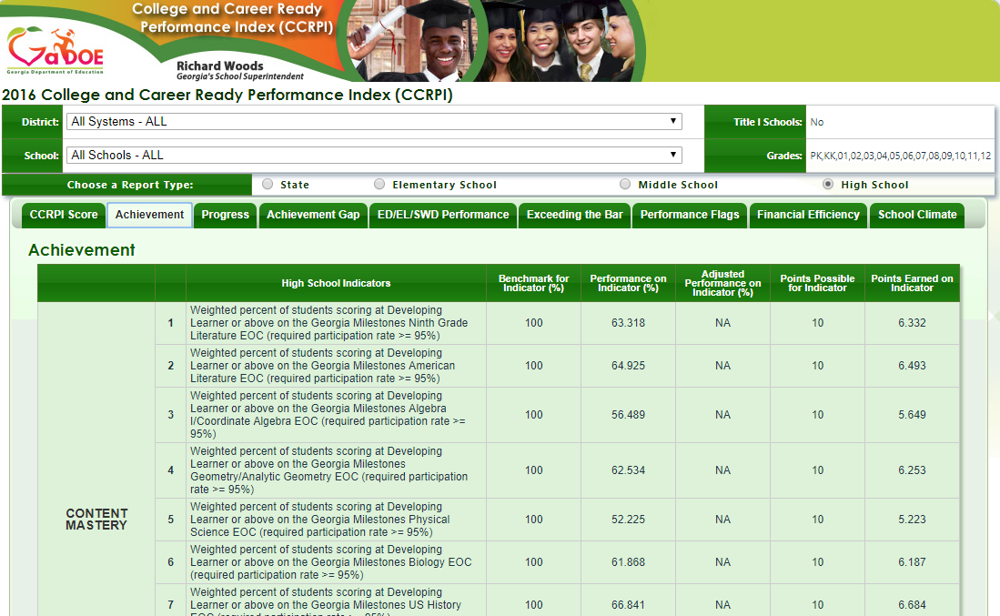 College and Career Ready
Performance Index (CCRPI)
GaDOE
Georgia Department of Education
Richard Woods
Georgia's School Superintendent
2016 College and Career Ready Performance Index (CCRPI)
District: All Systems - ALL Title I Schools: No
School: All Schools - ALL Grades: PK,KK,01,02,03,04,05,06,07,08,09,10,11,12
Choose a Report Type: State Elementary School Middle School High School
CCRPI Score Achievement Progress Achievement Gap ED/EL/SWD Performance Exceeding the Bar Performance Flags Financial Efficiency School Climate
Achievement
High School Indicators
Benchmark for
Indicator (%)
Performance on
Indicator (%)
Adjusted
Performance on
Indicator (%)
Points Possible
for Indicator
Points Earned on
Indicator
CONTENT
MASTERY
1
Weighted percent of students scoring at Developing
Learner or above on the Georgia Milestones Ninth Grade
Literature EOC (required participation rate >= 95%)
100 63.318 NA 10 6.332
2
Weighted percent of students scoring at Developing
Learner or above on the Georgia Milestones American
Literature EOC (required participation rate >= 95%)
100 64.925 NA 10 6.493
3
Weighted percent of students scoring at Developing
Learner or above on the Georgia Milestones Algebra
I/Coordinate Algebra EOC (required participation rate >=
95%)
100 56.489 NA 10 5.649
4
Weighted percent of students scoring at Developing
Learner or above on the Georgia Milestones
Geometry/Analytic Geometry EOC (required participation
rate >= 95%)
100 62.534 NA 10 6.253
5
Weighted percent of students scoring at Developing
Learner or above on the Georgia Milestones Physical
Science EOC (required participation rate >= 95%)
100 52.225 NA 10 5.223
6
Weighted percent of students scoring at Developing
Learner or above on the Georgia Milestones Biology EOC
(required participation rate >= 95%)
100 61.868 NA 10 6.187
7
Weighted percent of students scoring at Developing
Learner or above on the Georgia Milestones US History
EOC (required participation rate >= 95%)
100 66.841 NA 10 6.684